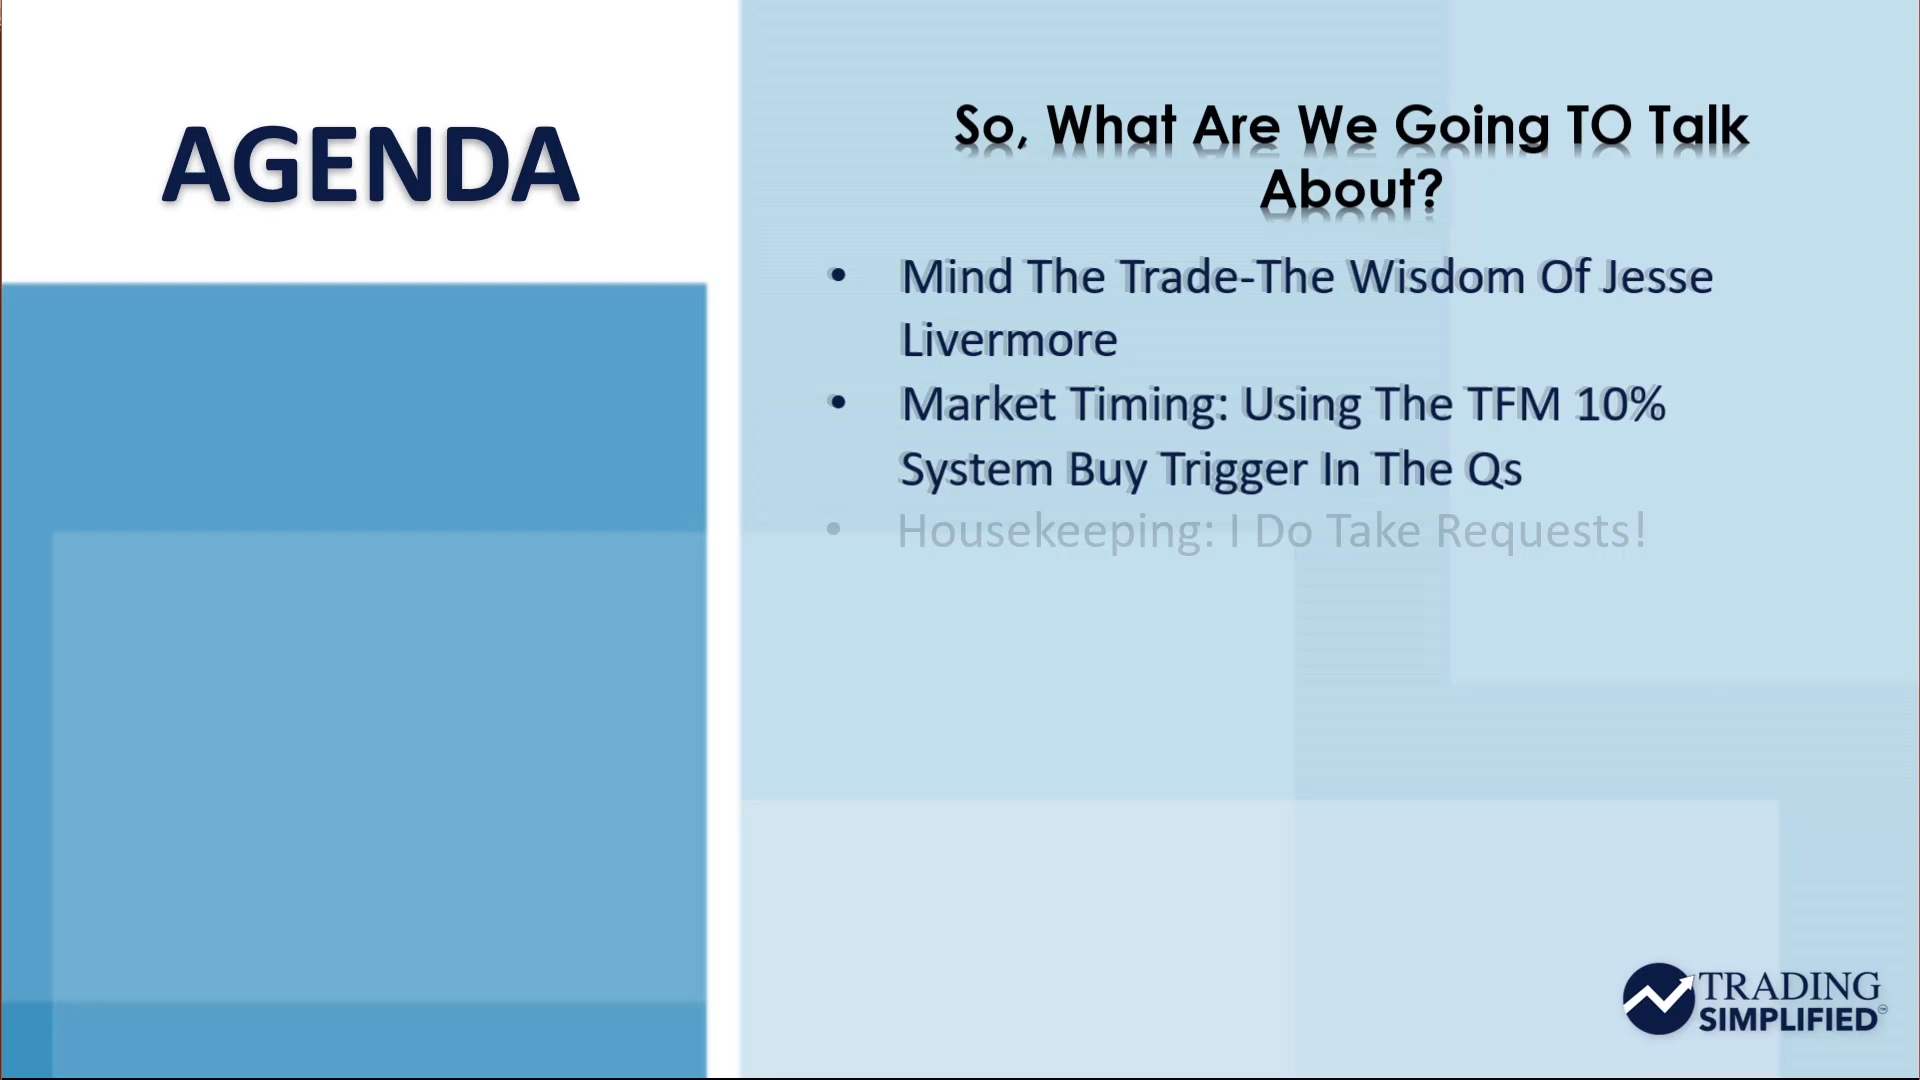 AGENDA
So, What Are We Going TO Talk
About?
• Mind The Trade-The Wisdom Of Jesse
Livermore
• Market Timing: Using The TFM 10%
System Buy Trigger In The Qs
• Housekeeping: I Do Take Requests!
TRADING
SIMPLIFIED™